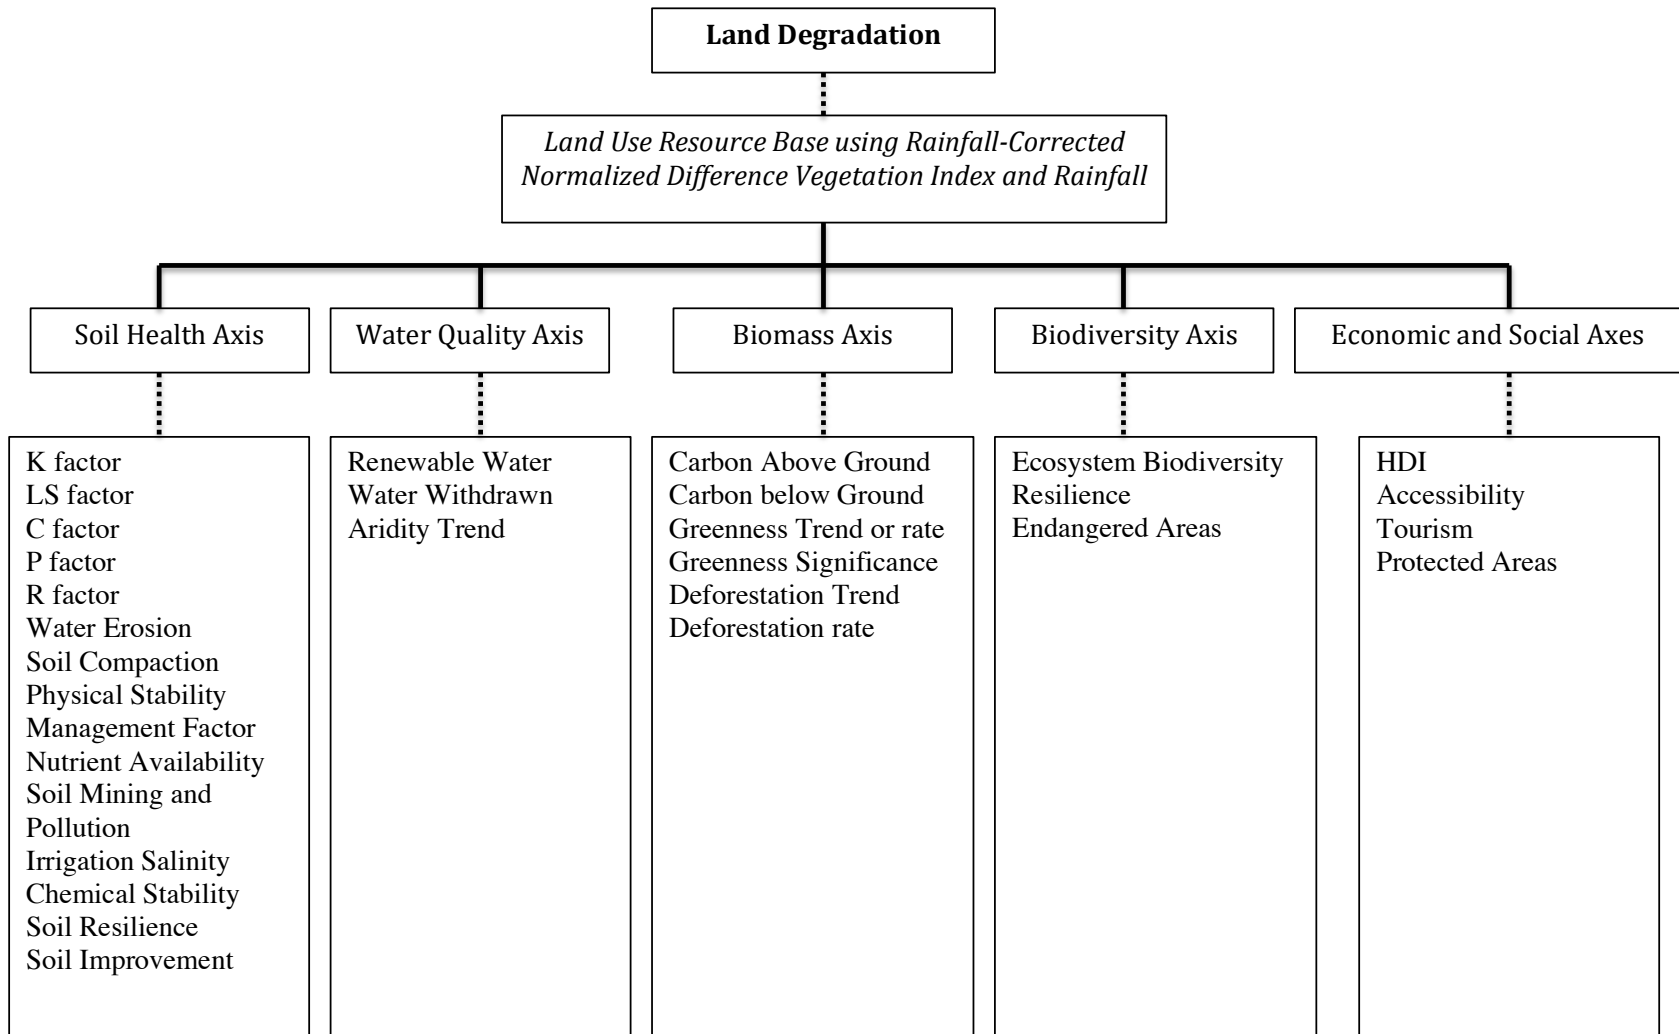 Land Degradation
Land Use Resource Base using Rainfall-Corrected
Normalized Difference Vegetation Index and Rainfall
Soil Health Axis
Water Quality Axis
Biomass Axis
Biodiversity Axis
Economic and Social Axes
K factor
LS factor
C factor
P factor
R factor
Water Erosion
Soil Compaction
Physical Stability
Management Factor
Nutrient Availability
Soil Mining and
Pollution
Irrigation Salinity
Chemical Stability
Soil Resilience
Soil Improvement
Renewable Water
Water Withdrawn
Aridity Trend
Carbon Above Ground
Carbon below Ground
Greenness Trend or rate
Greenness Significance
Deforestation Trend
Deforestation rate
Ecosystem Biodiversity
Resilience
Endangered Areas
HDI
Accessibility
Tourism
Protected Areas